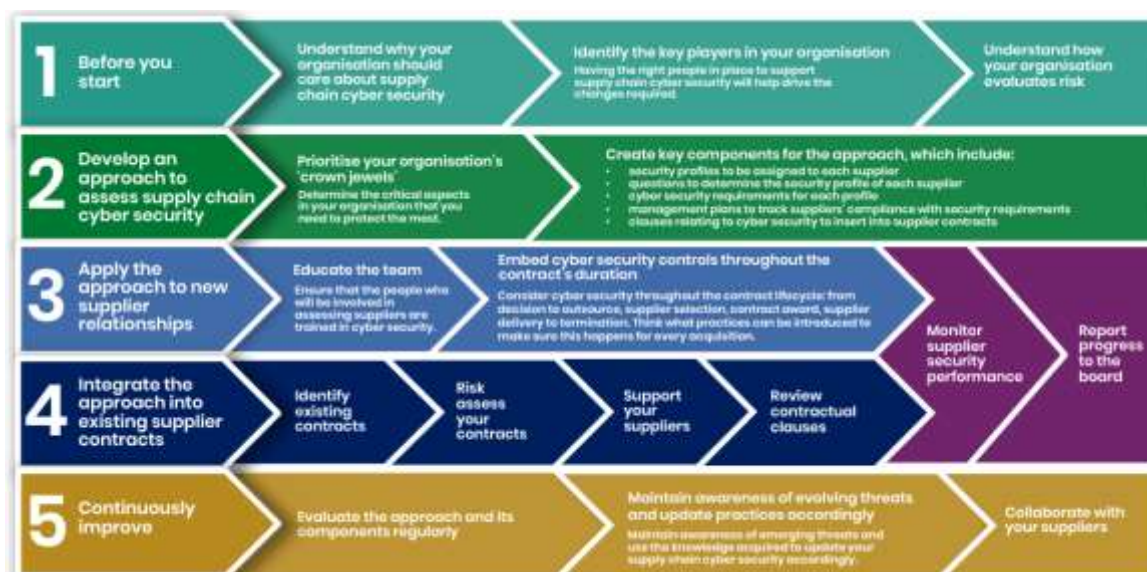 1
Before you
start
Understand why your
organisation should
care about supply
chain cyber security
Identify the key players in your organisation
Having the right people in place to support
supply chain cyber security will help drive the
changes required.
Understand how
your organisation
evaluates risk
2
Develop an
approach to
assess supply chain
cyber security
Prioritise your organisation's
'crown jewels'
Determine the critical aspects
in your organisation that you
need to protect the most.
Create key components for the approach, which include:
• security profiles to be assigned to each supplier
• questions to determine the security profile of each supplier
• cyber security requirements for each profile
• management plans to track suppliers' compliance with security requirements
• clauses relating to cyber security to insert into supplier contracts
3
Apply the
approach to new
supplier
relationships
Educate the team
Ensure that the people who
will be involved in
assessing suppliers are
trained in cyber security.
Embed cyber security controls throughout the
contract's duration
Consider cyber security throughout the contract lifecycle: from
decision to outsource, supplier selection, contract award, supplier
delivery to termination. Think what practices can be introduced to
make sure this happens for every acquisition.
Monitor
supplier
security
performance
Report
progress
to the
board
4
Integrate the
approach into
existing supplier
contracts
Identify
existing
contracts
Risk
assess
your
contracts
Support
your
suppliers
Review
contractual
clauses
5
Continuously
improve
Evaluate the approach and its
components regularly
Maintain awareness of evolving threats
and update practices accordingly
Maintain awareness of emerging threats and
use the knowledge acquired to update your
supply chain cyber security accordingly.
Collaborate with
your suppliers